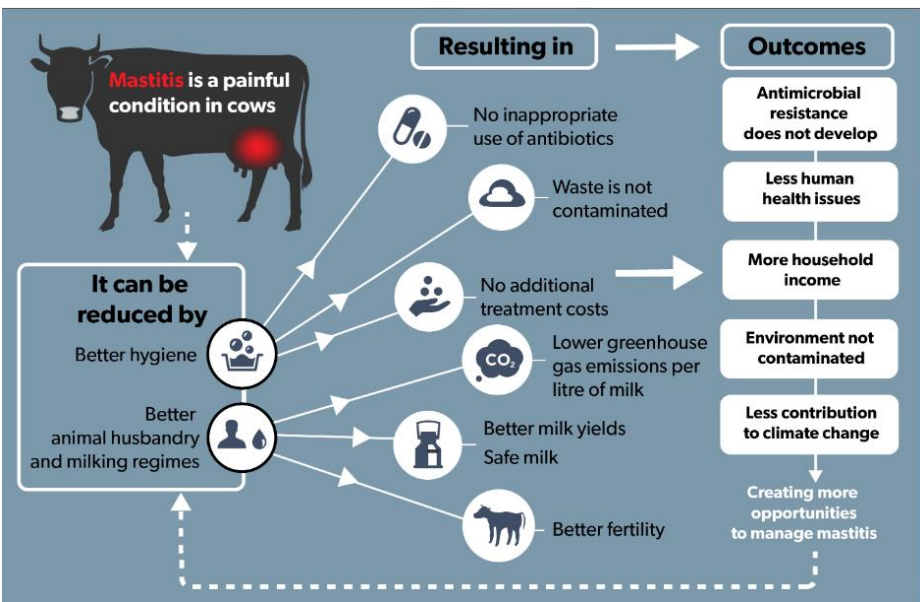 Mastitis is a painful
condition in cows
It can be
reduced by
Better hygiene
Better
animal husbandry
and milking regimes
Resulting in
No inappropriate
use of antibiotics
Waste is not
contaminated
No additional
treatment costs
CO₂
Lower greenhouse
gas emissions per
litre of milk
Better milk yields
Safe milk
Better fertility
Outcomes
Antimicrobial
resistance
does not develop
Less human
health issues
More household
income
Environment not
contaminated
Less contribution
to climate change
Creating more
opportunities
to manage mastitis